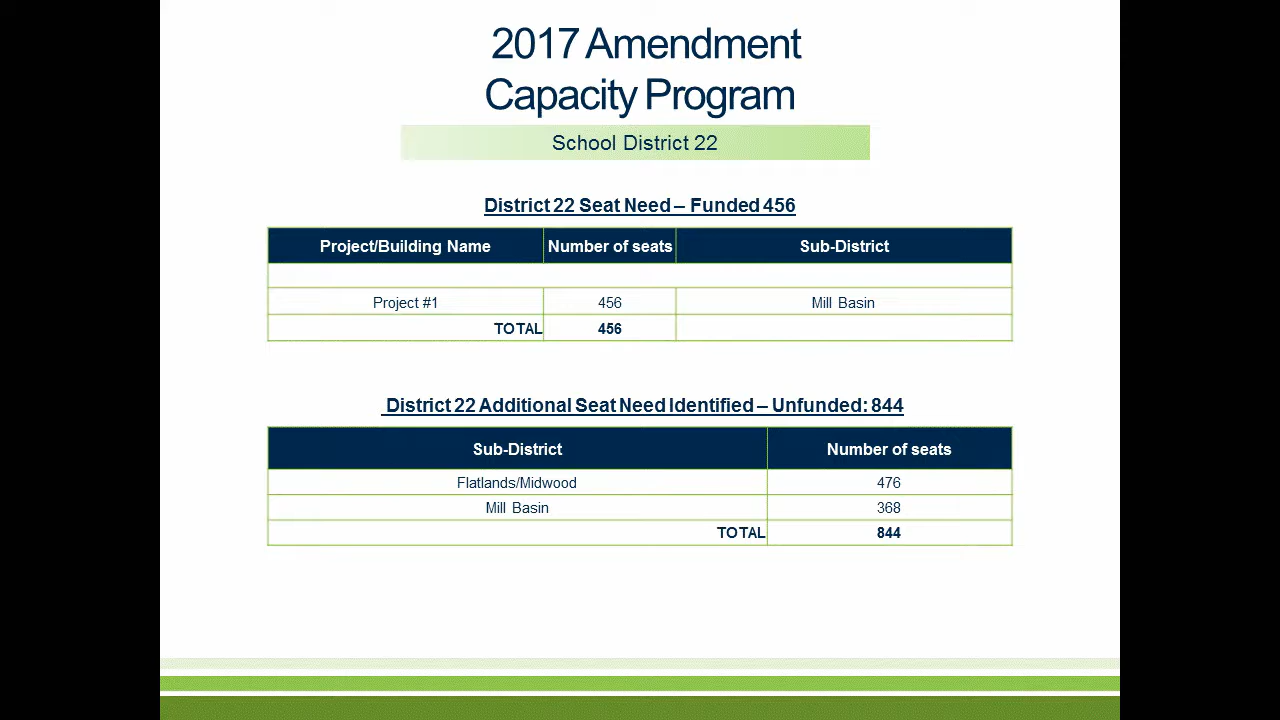 2017 Amendment
Capacity Program
School District 22
District 22 Seat Need – Funded 456
Project/Building Name Number of seats Sub-District
Project #1 456 Mill Basin
TOTAL 456
District 22 Additional Seat Need Identified – Unfunded: 844
Sub-District Number of seats
Flatlands/Midwood 476
Mill Basin 368
TOTAL 844